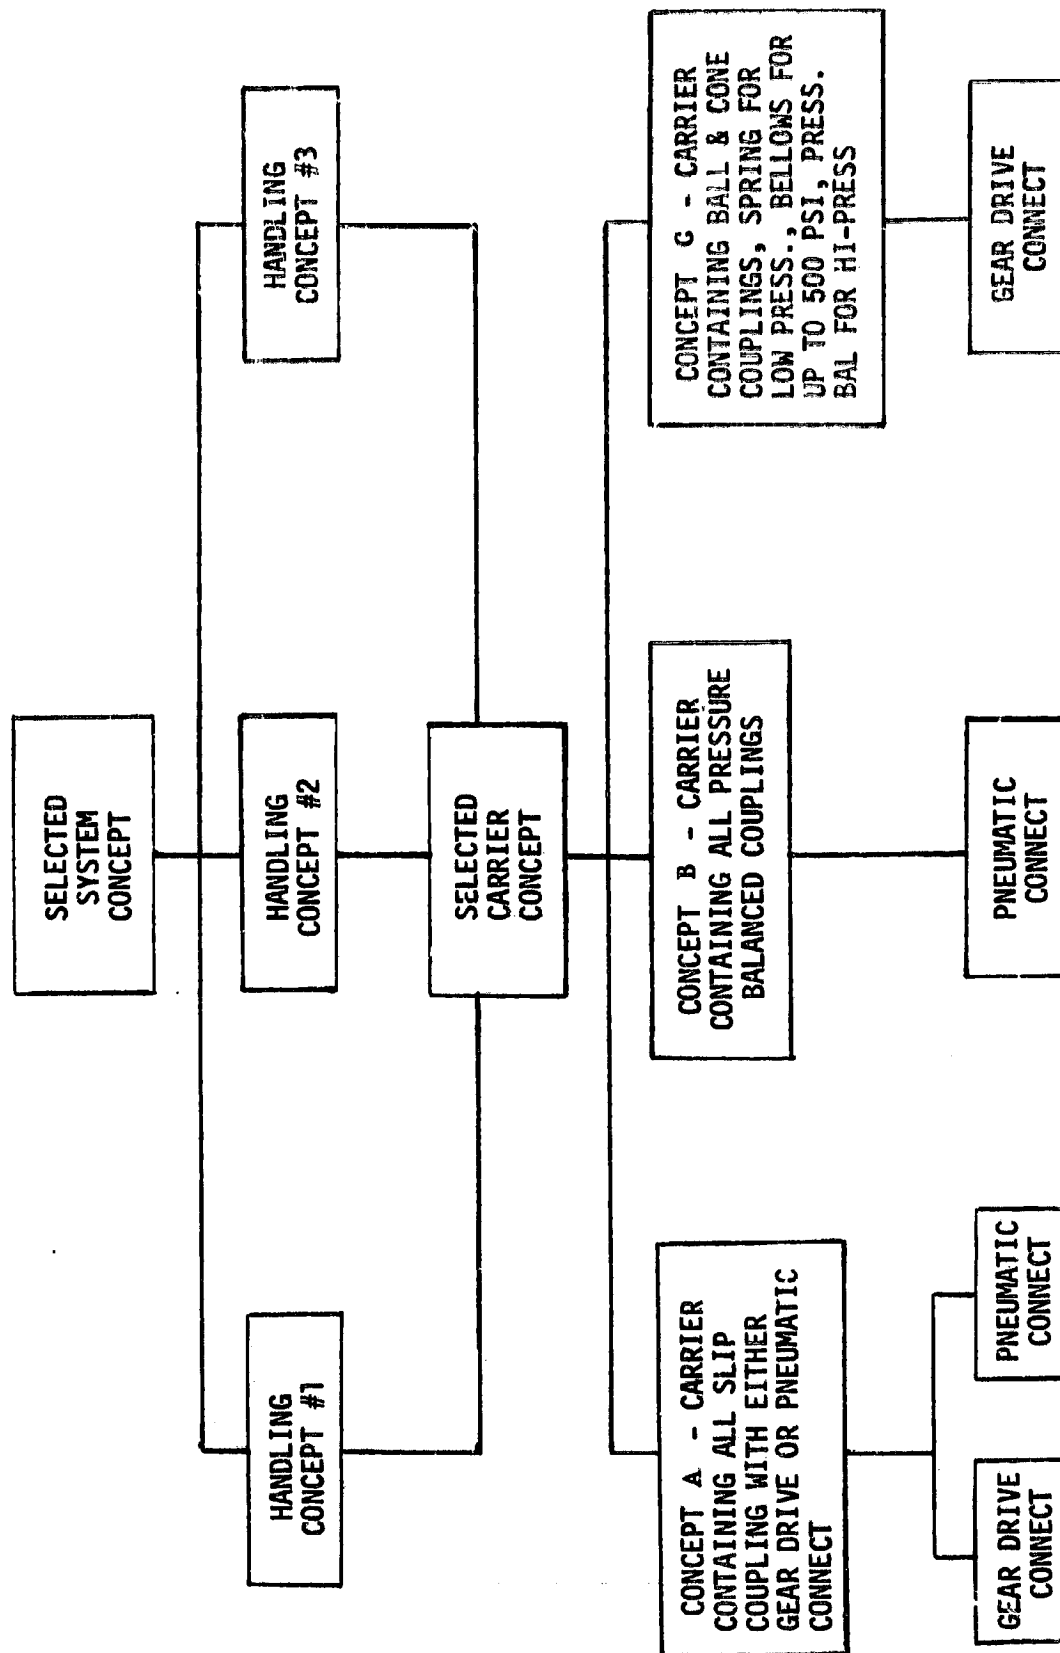 SELECTED
SYSTEM
CONCEPT
HANDLING
CONCEPT #1
HANDLING
CONCEPT #2
HANDLING
CONCEPT #3
SELECTED
CARRIER
CONCEPT
CONCEPT A - CARRIER
CONTAINING ALL SLIP
COUPLING WITH EITHER
GEAR DRIVE OR PNEUMATIC
CONNECT
CONCEPT B - CARRIER
CONTAINING ALL PRESSURE
BALANCED COUPLINGS
CONCEPT C - CARRIER
CONTAINING BALL & CONE
COUPLINGS, SPRING FOR
LOW PRESS., BELLOWS FOR
UP TO 500 PSI, PRESS.
BAL FOR HI-PRESS
GEAR DRIVE
CONNECT
PNEUMATIC
CONNECT
PNEUMATIC
CONNECT
GEAR DRIVE
CONNECT